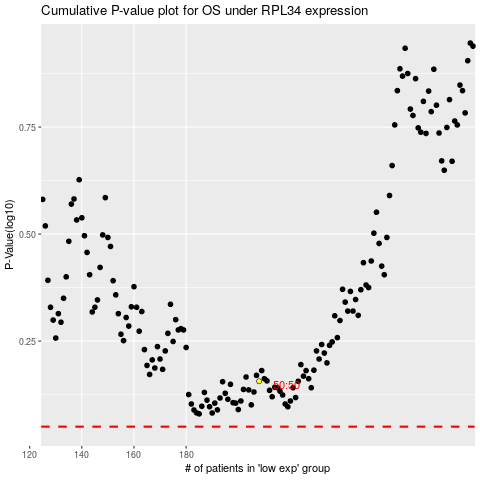 Cumulative P-value plot for OS under RPL34 expression
P-Value(log10)
0.75
0.50
0.25
50:50
120 140 160 180
# of patients in 'low exp' group